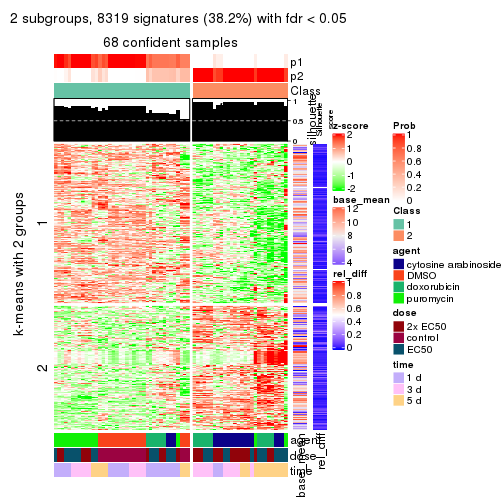 2 subgroups, 8319 signatures (38.2%) with fdr < 0.05
68 confident samples
p1
p2
Class
silhouette
1
0.5
0
k-means with 2 groups
1
2
agent
dose
time
base_mean
rel_diff
z-score
2
1
0
-1
-2
base_mean
12
10
8
6
4
rel_diff
1
0.8
0.6
0.4
0.2
0
Prob
1
0.8
0.6
0.4
0.2
0
Class
1
2
agent
cytosine arabinoside
DMSO
doxorubicin
puromycin
dose
2x EC50
control
EC50
time
1 d
3 d
5 d